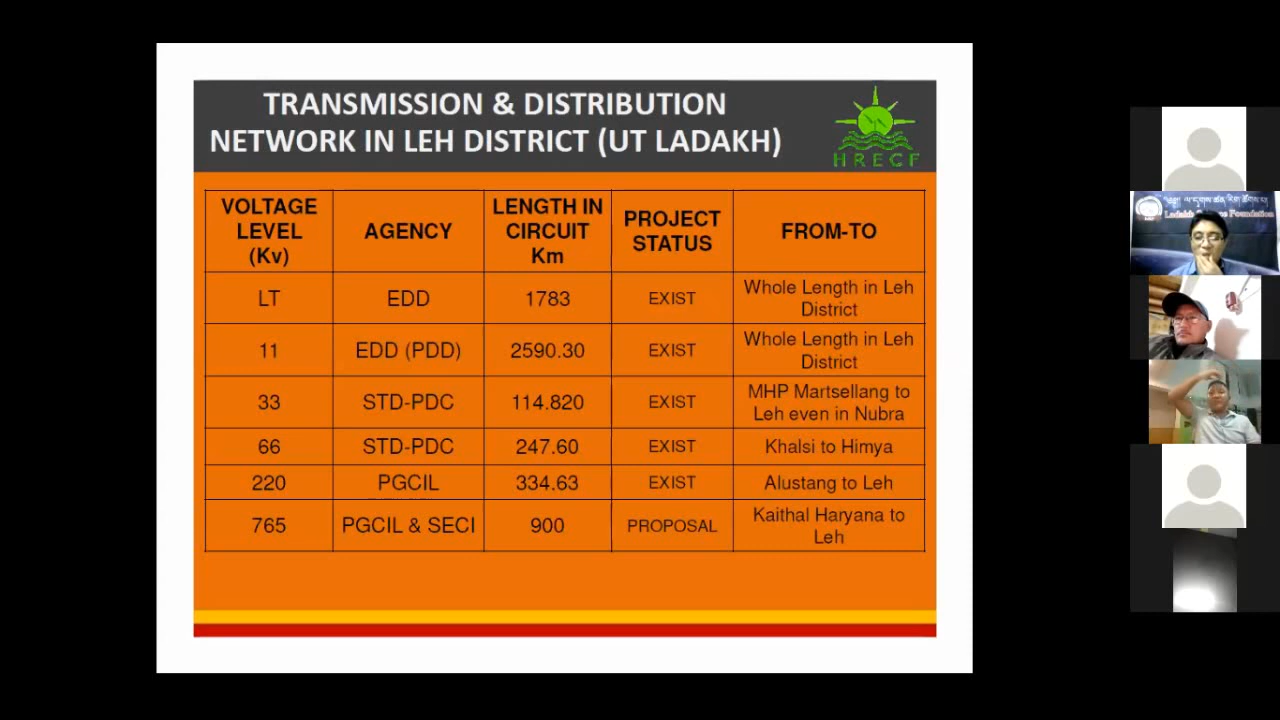 TRANSMISSION & DISTRIBUTION
NETWORK IN LEH DISTRICT (UT LADAKH)
HRECF
VOLTAGE LEVEL (Kv) AGENCY LENGTH IN CIRCUIT Km PROJECT STATUS FROM-TO
LT EDD 1783 EXIST Whole Length in Leh District
11 EDD (PDD) 2590.30 EXIST Whole Length in Leh District
33 STD-PDC 114.820 EXIST MHP Martsellang to Leh even in Nubra
66 STD-PDC 247.60 EXIST Khalsi to Himya
220 PGCIL 334.63 EXIST Alustang to Leh
765 PGCIL & SECI 900 PROPOSAL Kaithal Haryana to Leh
Ladakh Foundation